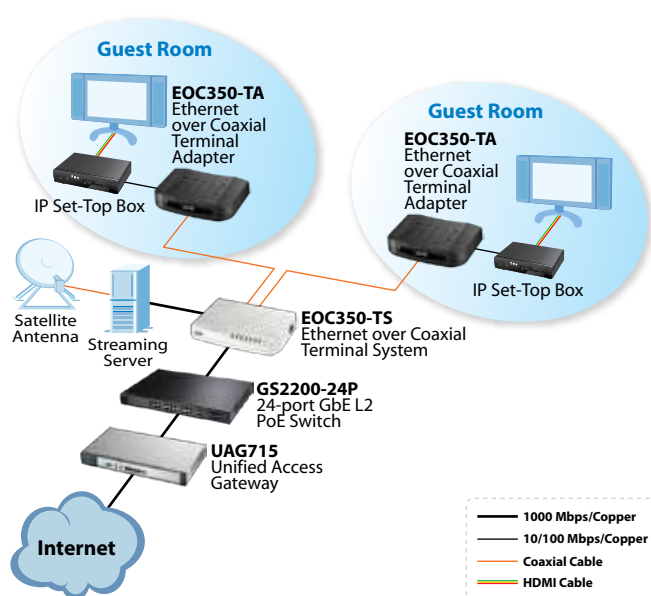 Guest Room
EOC350-TA
Ethernet
over Coaxial
Terminal
Adapter
IP Set-Top Box
Guest Room
EOC350-TA
Ethernet
over Coaxial
Terminal
Adapter
IP Set-Top Box
Satellite
Antenna
Streaming
Server
EOC350-TS
Ethernet over Coaxial
Terminal System
GS2200-24P
24-port GbE L2
PoE Switch
UAG715
Unified Access
Gateway
Internet
1000 Mbps/Copper
10/100 Mbps/Copper
Coaxial Cable
HDMI Cable